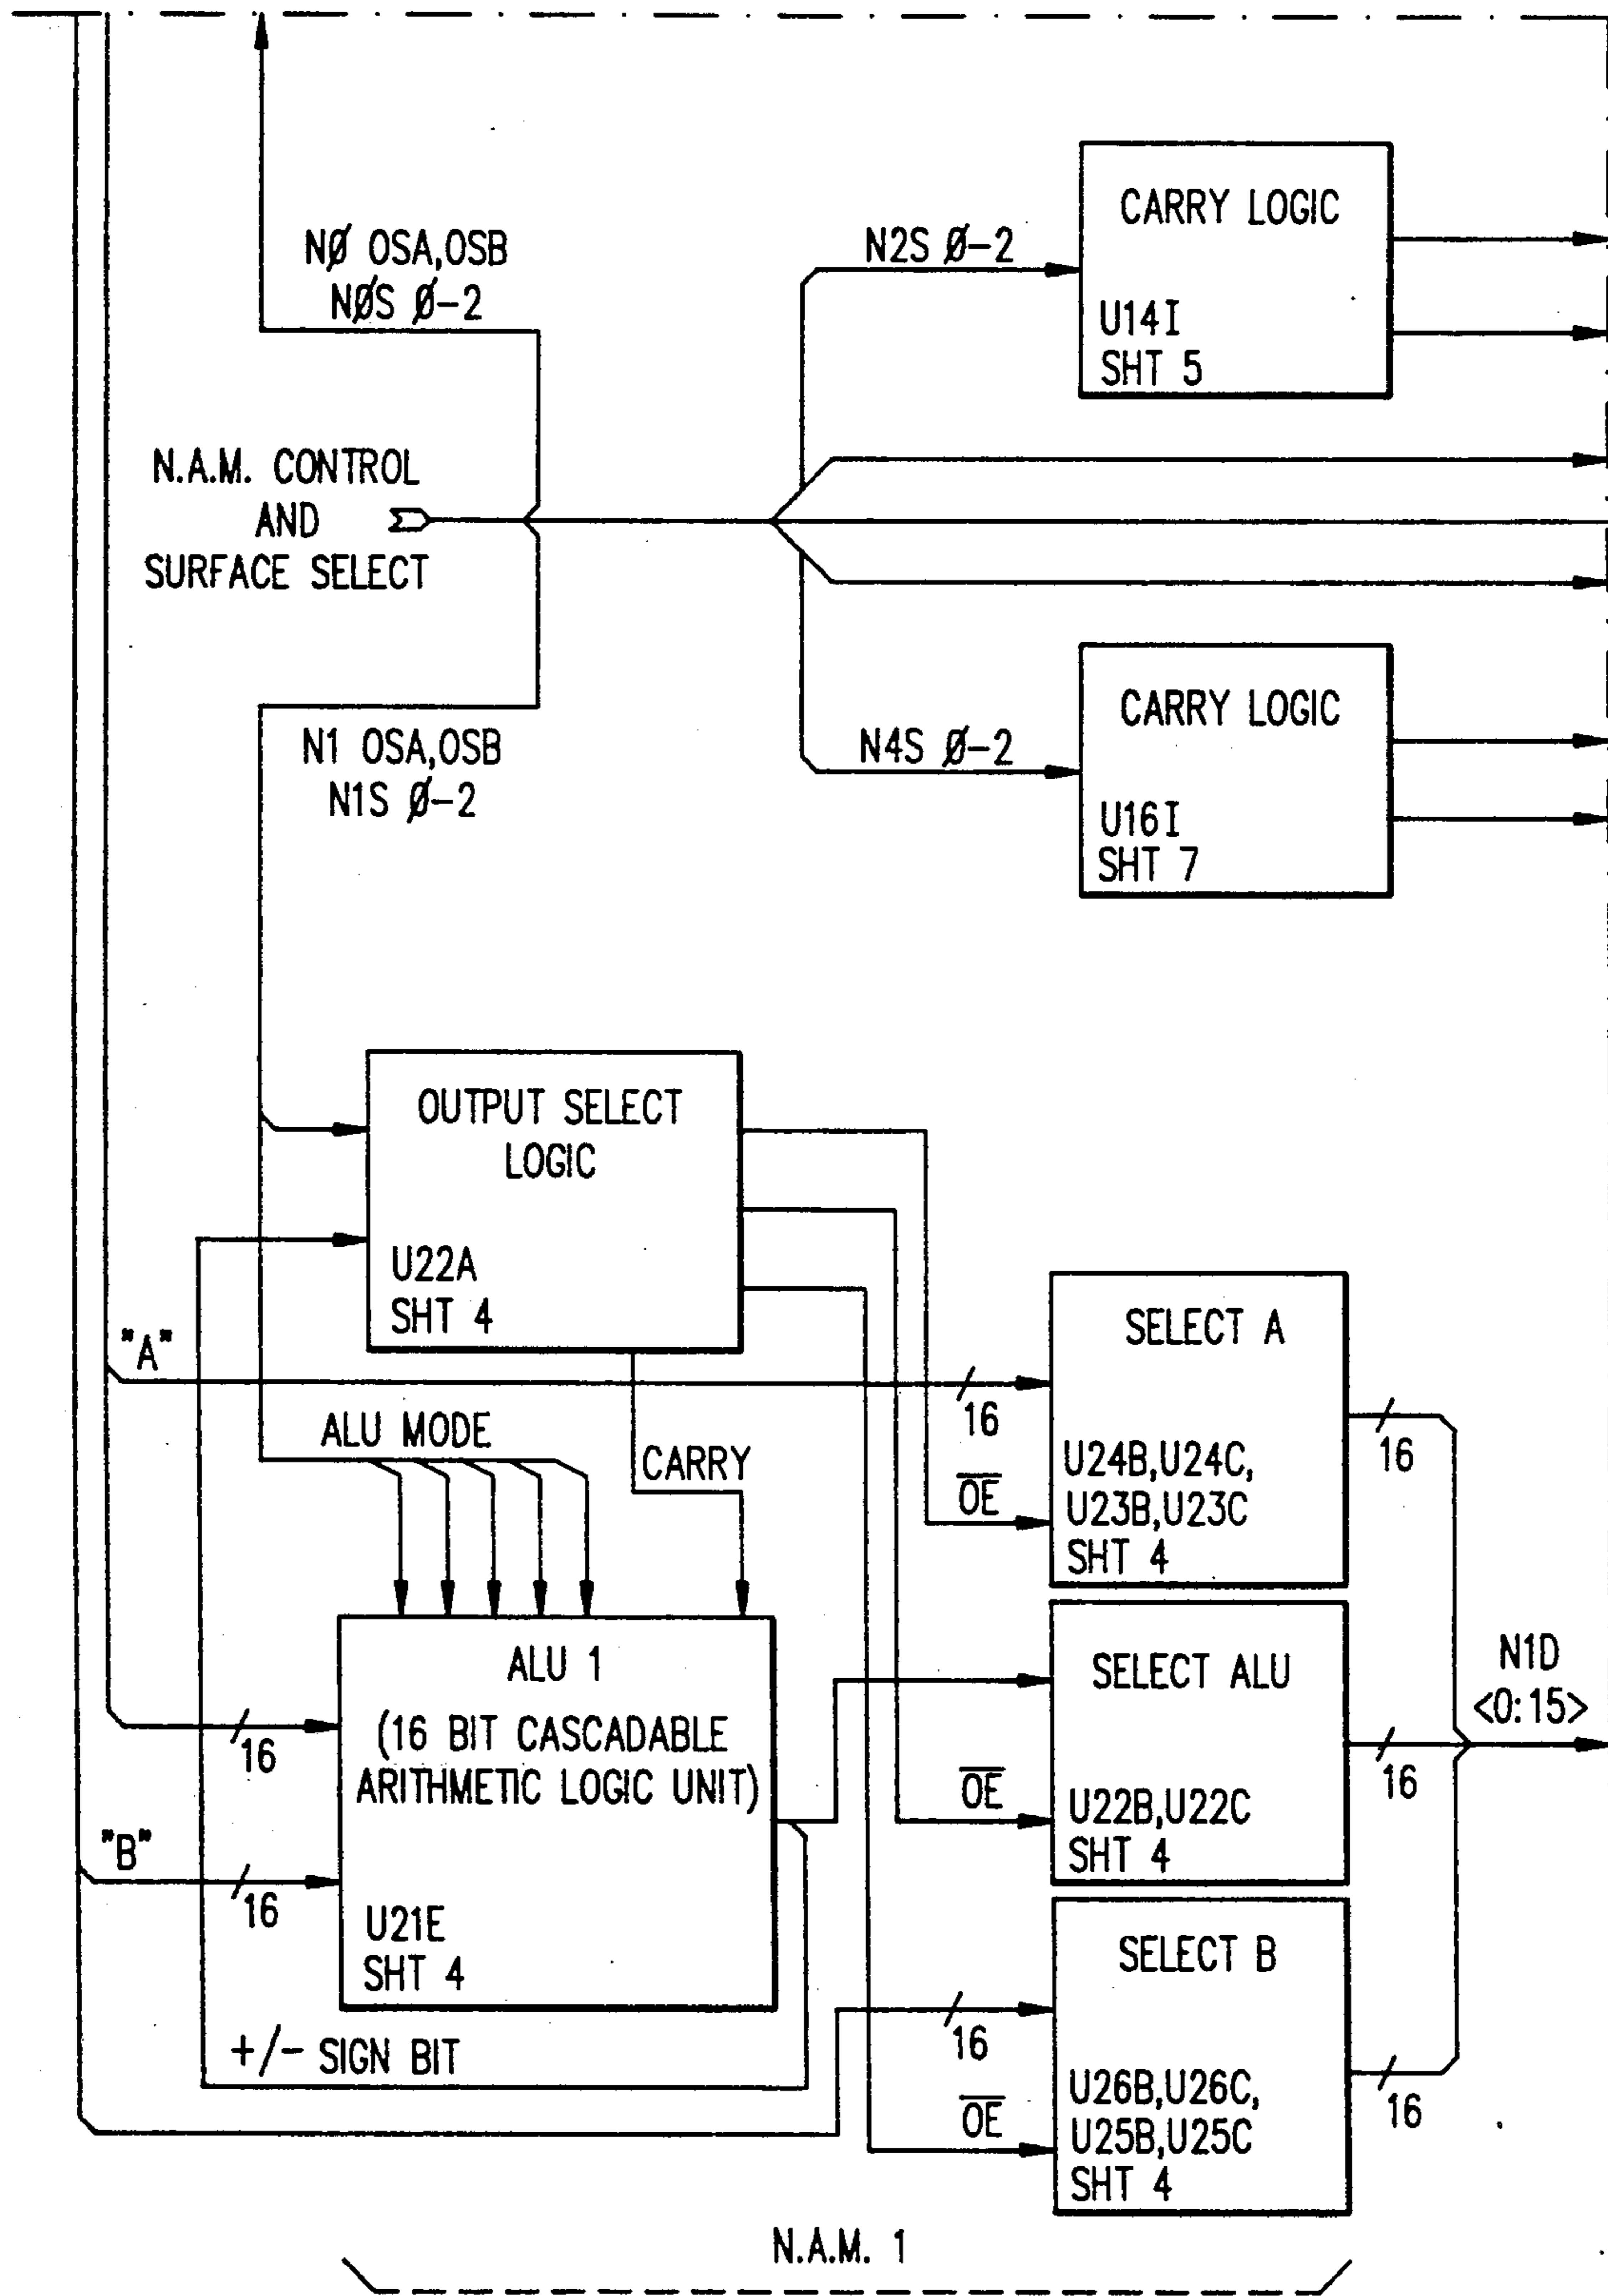 NØ OSA,OSB
NØS Ø-2
N2S Ø-2
CARRY LOGIC
U14I
SHT 5
N.A.M. CONTROL
AND
SURFACE SELECT
N1 OSA,OSB
N1S Ø-2
N4S Ø-2
CARRY LOGIC
U16I
SHT 7
OUTPUT SELECT
LOGIC
U22A
SHT 4
"A"
16
ALU MODE
CARRY
OE
SELECT A
U24B,U24C,
U23B,U23C
SHT 4
16
ALU 1
(16 BIT CASCADABLE
ARITHMETIC LOGIC UNIT)
U21E
SHT 4
16
"B"
16
+/- SIGN BIT
OE
SELECT ALU
U22B,U22C
SHT 4
16
N1D
<0:15>
16
OE
SELECT B
U26B,U26C,
U25B,U25C
SHT 4
16
N.A.M. 1